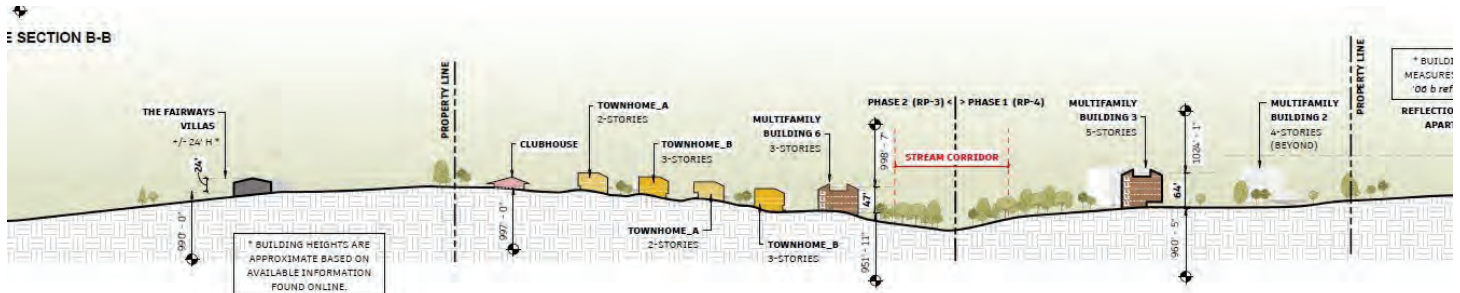 E SECTION B-B
THE FAIRWAYS
VILLAS
+/- 24' H *
24'
990' - 0"
* BUILDING HEIGHTS ARE
APPROXIMATE BASED ON
AVAILABLE INFORMATION
FOUND ONLINE.
PROPERTY LINE
CLUBHOUSE
997' - 0"
TOWNHOME_A
2-STORIES
TOWNHOME_B
3-STORIES
TOWNHOME_A
2-STORIES
TOWNHOME_B
3-STORIES
MULTIFAMILY
BUILDING 6
3-STORIES
998' - 7"
47'
951' - 11"
PHASE 2 (RP-3) < > PHASE 1 (RP-4)
STREAM CORRIDOR
MULTIFAMILY
BUILDING 3
5-STORIES
1024' - 1"
64'
960' - 5"
MULTIFAMILY
BUILDING 2
4-STORIES
(BEYOND)
PROPERTY LINE
* BUILDI
MEASURES
REFLECTIO
APART